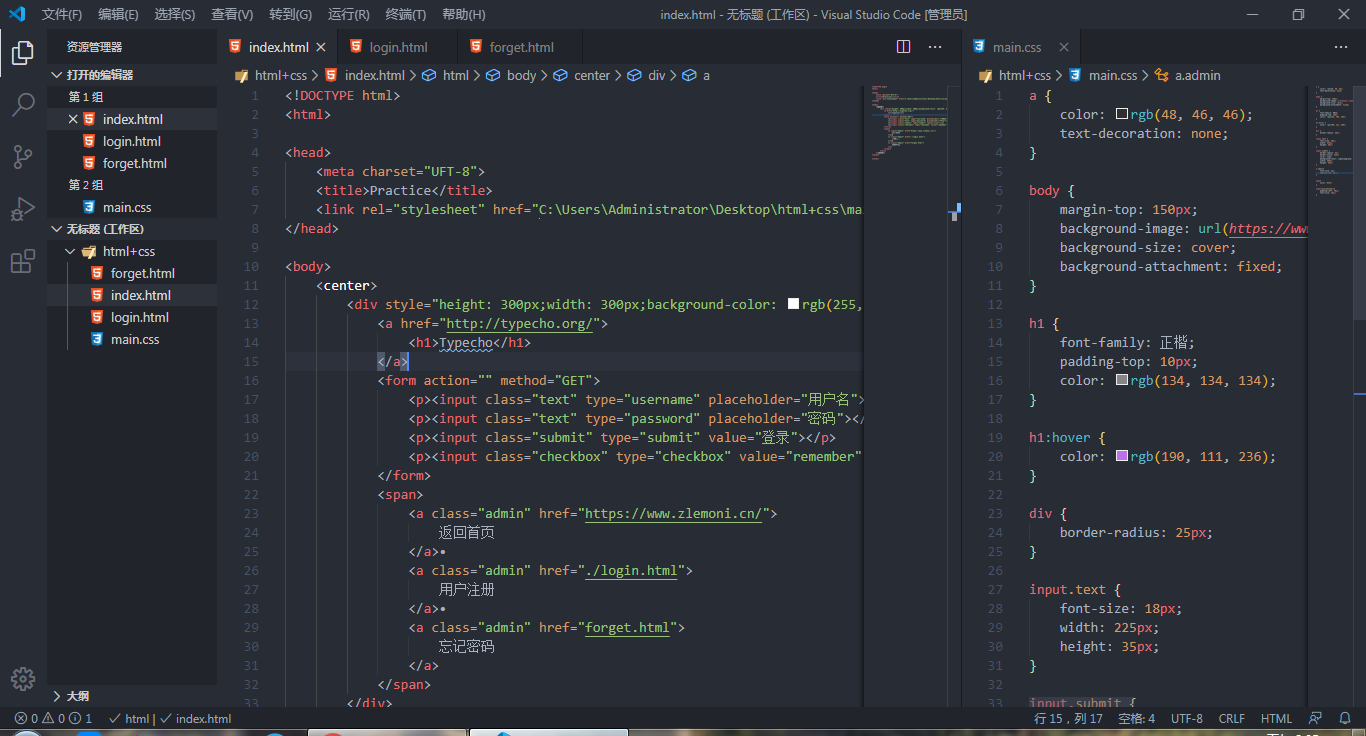 文件(F) 编辑(E) 选择(S) 查看(V) 转到(G) 运行(R) 终端(T) 帮助(H) index.html - 无标题 (工作区) - Visual Studio Code [管理员]
资源管理器
打开的编辑器
第 1 组
index.html
login.html
forget.html
第 2 组
main.css
无标题 (工作区)
html+css
forget.html
index.html
login.html
main.css
大纲
index.html login.html forget.html
html+css > index.html > html > body > center > div > a
1 <!DOCTYPE html>
2 <html>
3
4 <head>
5 <meta charset="UFT-8">
6 <title>Practice</title>
7 <link rel="stylesheet" href="C:\Users\Administrator\Desktop\html+css\ma
8 </head>
9
10 <body>
11 <center>
12 <div style="height: 300px;width: 300px;background-color: rgb(255,
13 <a href="http://typecho.org/">
14 <h1>Typecho</h1>
15 </a>
16 <form action="" method="GET">
17 <p><input class="text" type="username" placeholder="用户名">
18 <p><input class="text" type="password" placeholder="密码"></
19 <p><input class="submit" type="submit" value="登录"></p>
20 <p><input class="checkbox" type="checkbox" value="remember"
21 </form>
22 <span>
23 <a class="admin" href="https://www.zlemoni.cn/">
24 返回首页
25 </a>•
26 <a class="admin" href="./login.html">
27 用户注册
28 </a>•
29 <a class="admin" href="forget.html">
30 忘记密码
31 </a>
32 </span>
33 </div>
main.css
html+css > main.css > a.admin
1 a {
2 color: rgb(48, 46, 46);
3 text-decoration: none;
4 }
5
6 body {
7 margin-top: 150px;
8 background-image: url(https://ww
9 background-size: cover;
10 background-attachment: fixed;
11 }
12
13 h1 {
14 font-family: 正楷;
15 padding-top: 10px;
16 color: rgb(134, 134, 134);
17 }
18
19 h1:hover {
20 color: rgb(190, 111, 236);
21 }
22
23 div {
24 border-radius: 25px;
25 }
26
27 input.text {
28 font-size: 18px;
29 width: 225px;
30 height: 35px;
31 }
32
33 input.submit {
0 0 1 html | index.html 行 15，列 17 空格: 4 UTF-8 CRLF HTML